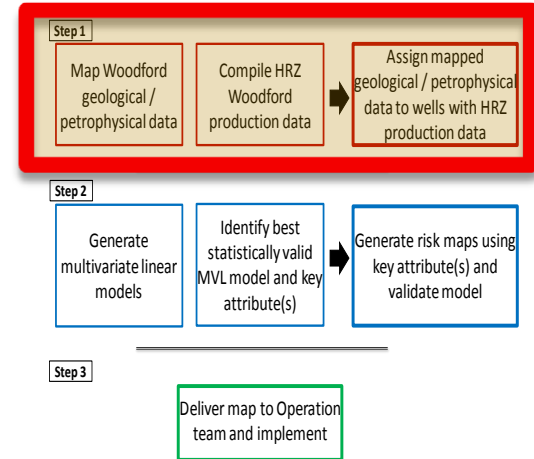 Step 1
Map Woodford
geological /
petrophysical data
Compile HRZ
Woodford
production data
Assign mapped
geological / petrophysical
data to wells with HRZ
production data
Step 2
Generate
multivariate linear
models
Identify best
statistically valid
MVL model and key
attribute(s)
Generate risk maps using
key attribute(s) and
validate model
Step 3
Deliver map to Operation
team and implement